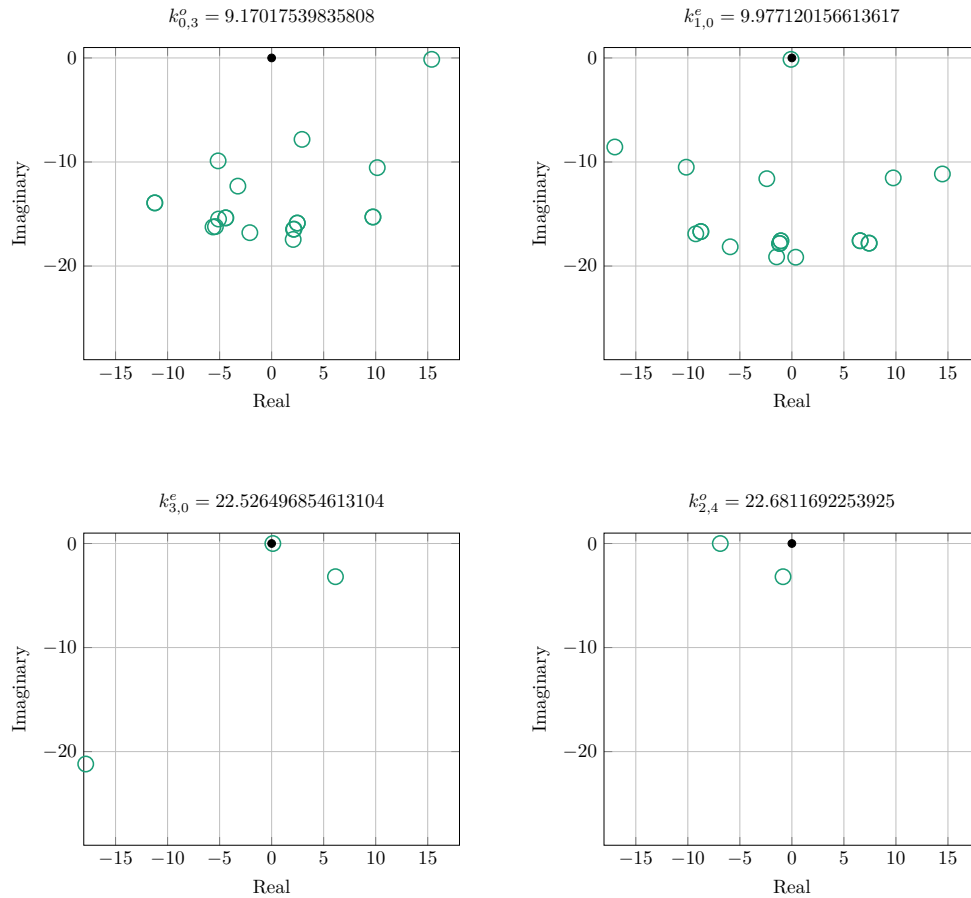 $k^o_{0,3} = 9.17017539835808$
0
−10
−20
Imaginary
−15 −10 −5 0 5 10 15
Real
$k^e_{1,0} = 9.977120156613617$
0
−10
−20
Imaginary
−15 −10 −5 0 5 10 15
Real
$k^e_{3,0} = 22.526496854613104$
0
−10
−20
Imaginary
−15 −10 −5 0 5 10 15
Real
$k^o_{2,4} = 22.6811692253925$
0
−10
−20
Imaginary
−15 −10 −5 0 5 10 15
Real